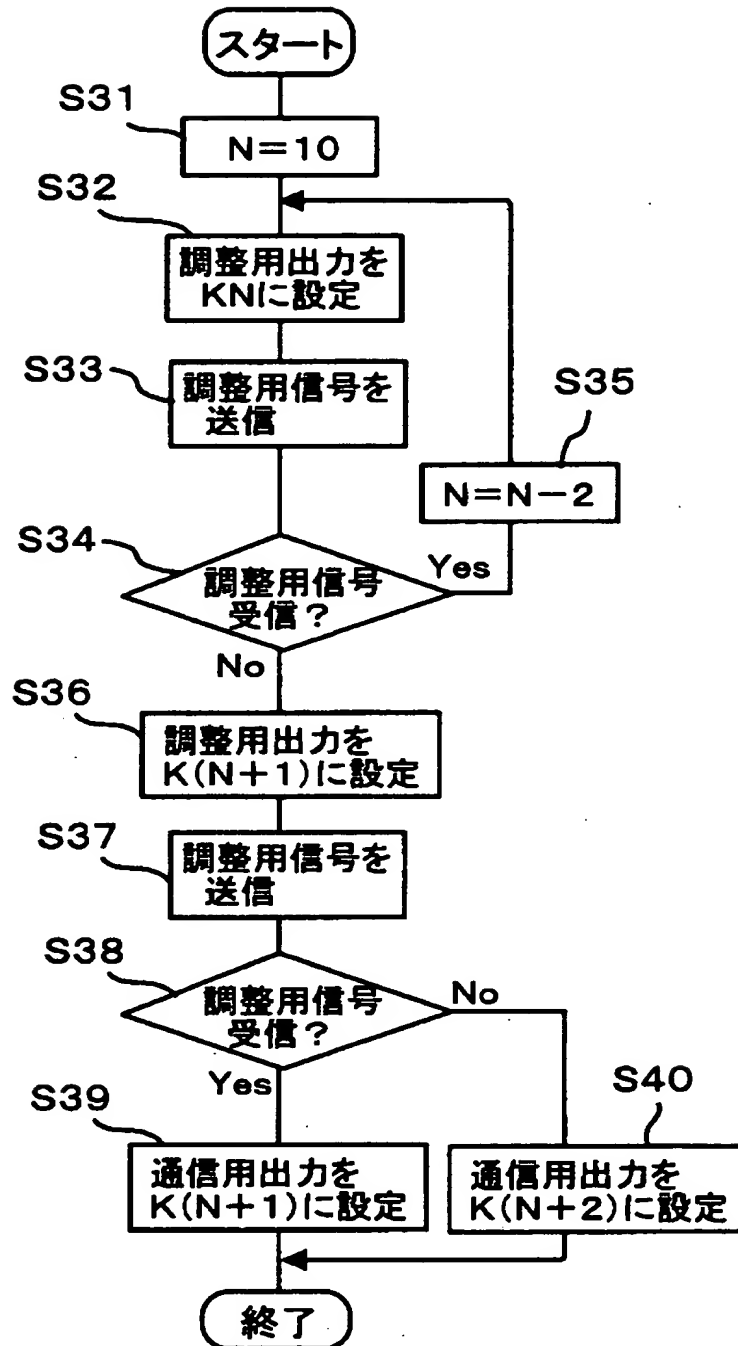 スタート
S31
N=10
S32
調整用出力を
KNに設定
S33
調整用信号を
送信
S35
N=N-2
S34
調整用信号
受信?
Yes
No
S36
調整用出力を
K(N+1)に設定
S37
調整用信号を
送信
S38
調整用信号
受信?
No
Yes
S39
通信用出力を
K(N+1)に設定
S40
通信用出力を
K(N+2)に設定
終了